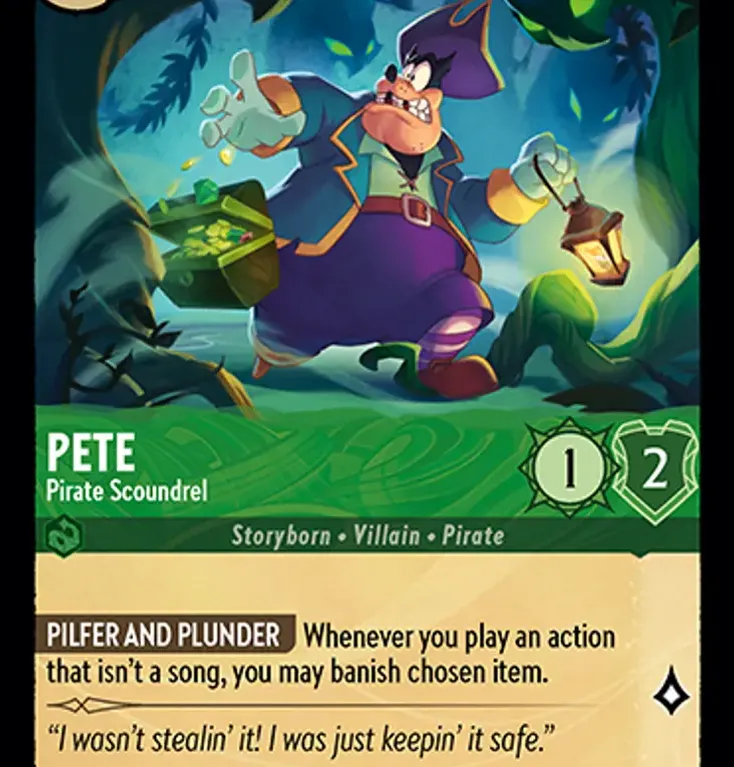 PETE
Pirate Scoundrel
1
2
Storyborn • Villain • Pirate
PILFER AND PLUNDER Whenever you play an action
that isn’t a song, you may banish chosen item.
“I wasn’t stealin’ it! I was just keepin’ it safe.”